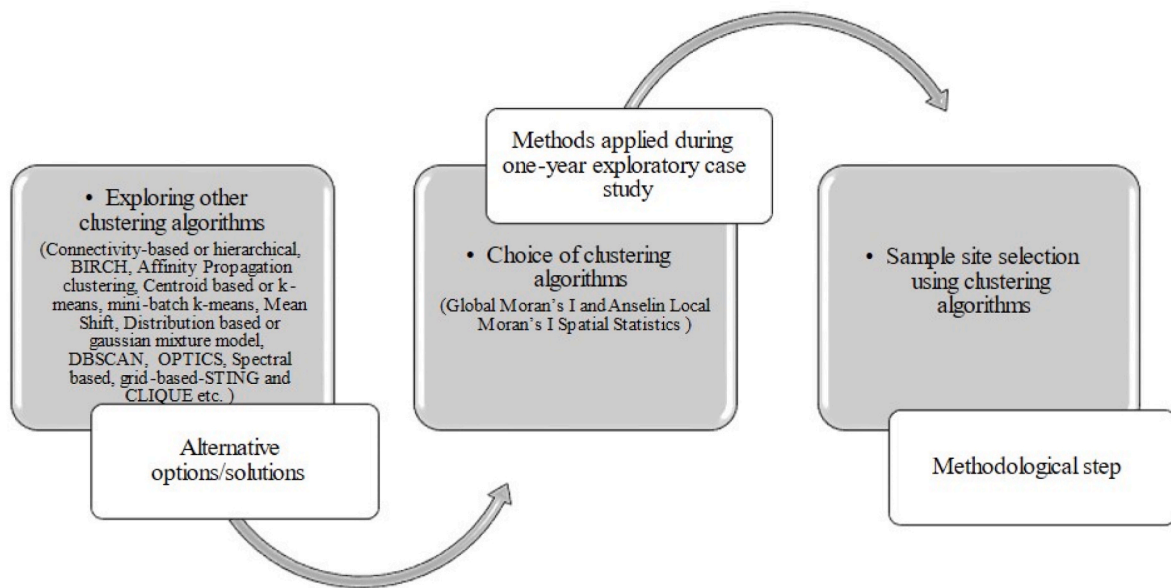 • Exploring other
clustering algorithms
(Connectivity-based or hierarchical,
BIRCH, Affinity Propagation
clustering, Centroid based or k-
means, mini-batch k-means, Mean
Shift, Distribution based or
gaussian mixture model,
DBSCAN, OPTICS, Spectral
based, grid-based-STING and
CLIQUE etc. )
Alternative
options/solutions
Methods applied during
one-year exploratory case
study
• Choice of clustering
algorithms
(Global Moran's I and Anselin Local
Moran's I Spatial Statistics )
• Sample site selection
using clustering
algorithms
Methodological step